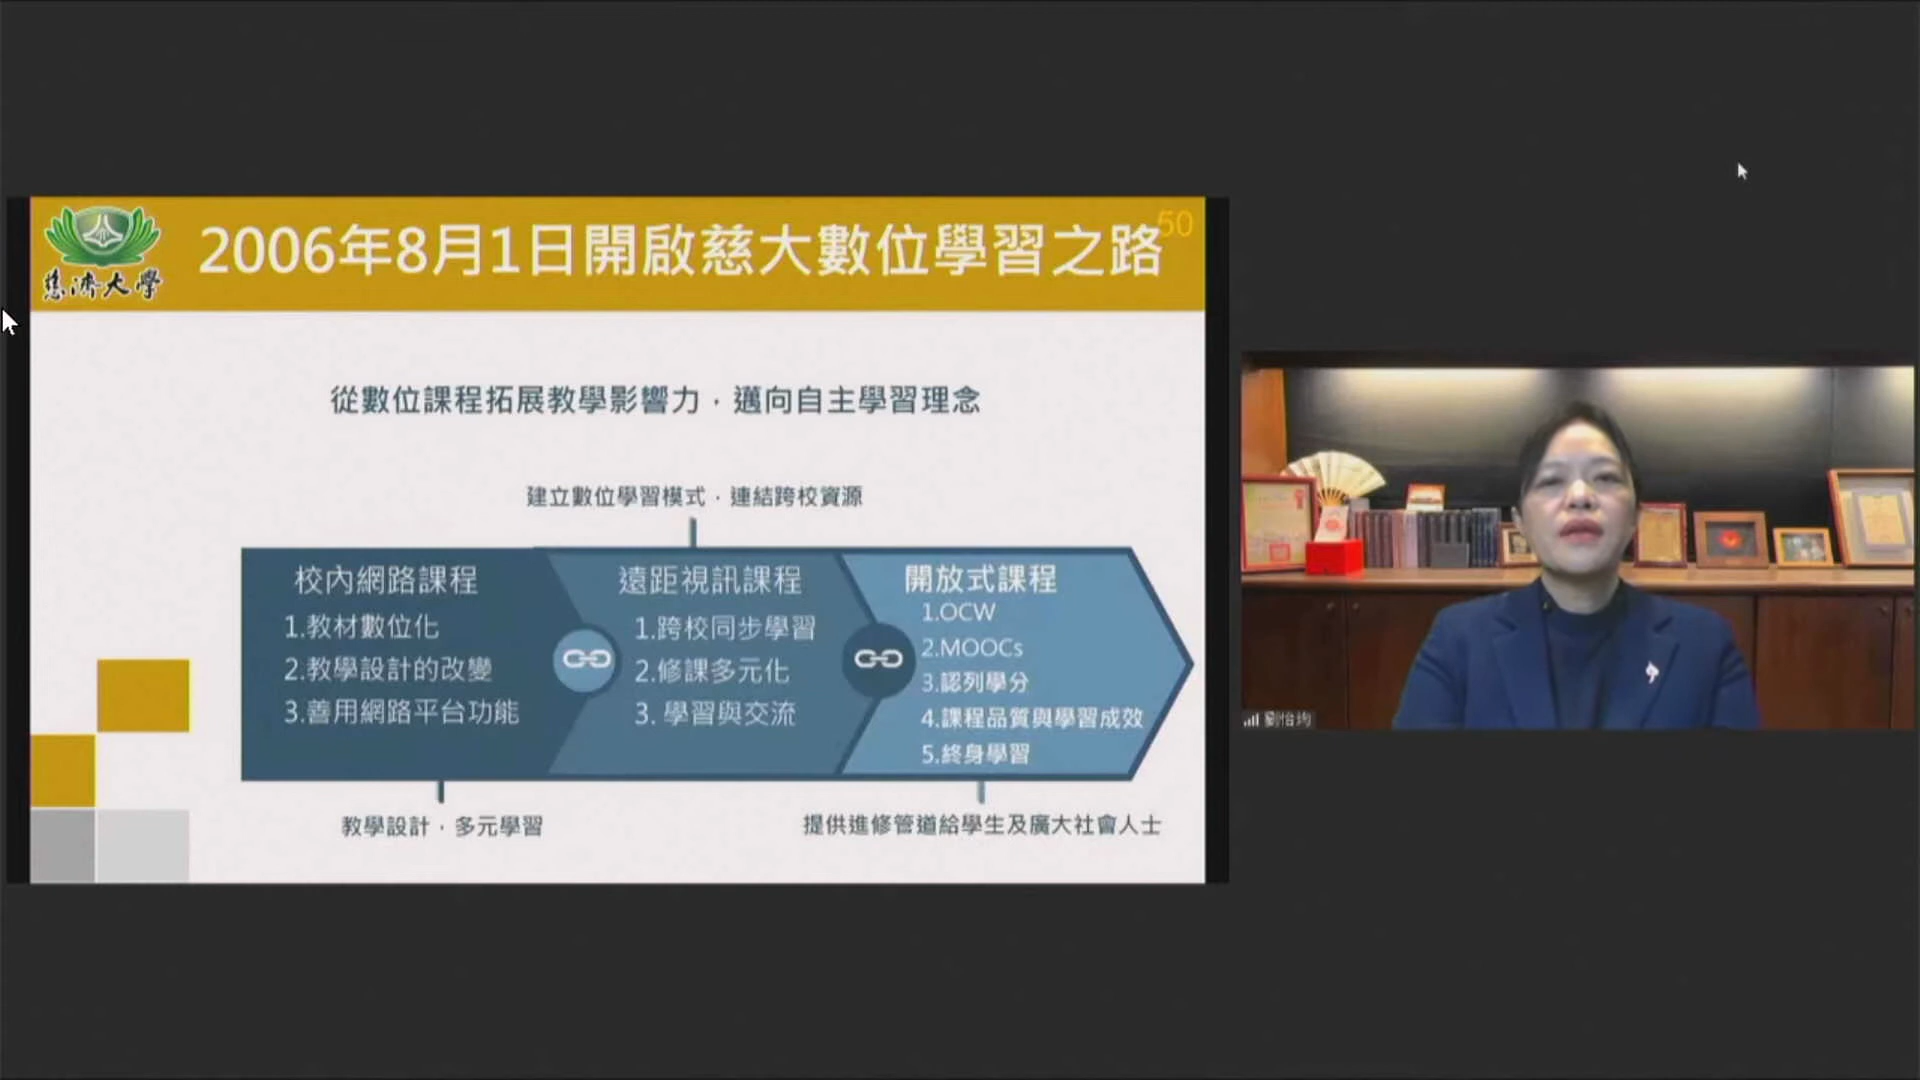 慈濟大學
2006年8月1日開啟慈大數位學習之路
50
從數位課程拓展教學影響力，邁向自主學習理念
建立數位學習模式，連結跨校資源
校內網路課程
1.教材數位化
2.教學設計的改變
3.善用網路平台功能
遠距視訊課程
1.跨校同步學習
2.修課多元化
3. 學習與交流
開放式課程
1.OCW
2.MOOCs
3.認列學分
4.課程品質與學習成效
5.終身學習
教學設計，多元學習
提供進修管道給學生及廣大社會人士
劉怡均